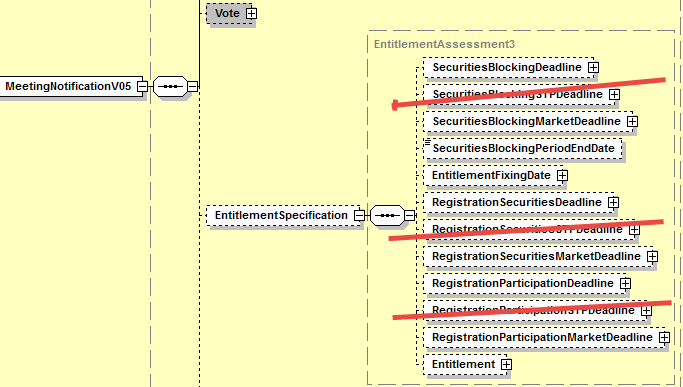 Vote
EntitlementAssessment3
SecuritiesBlockingDeadline
MeetingNotificationV05
SecuritiesBlockingSTPDeadline
SecuritiesBlockingMarketDeadline
SecuritiesBlockingPeriodEndDate
EntitlementFixingDate
RegistrationSecuritiesDeadline
EntitlementSpecification
RegistrationSecuritiesSTPDeadline
RegistrationSecuritiesMarketDeadline
RegistrationParticipationDeadline
RegistrationParticipationSTPDeadline
RegistrationParticipationMarketDeadline
Entitlement